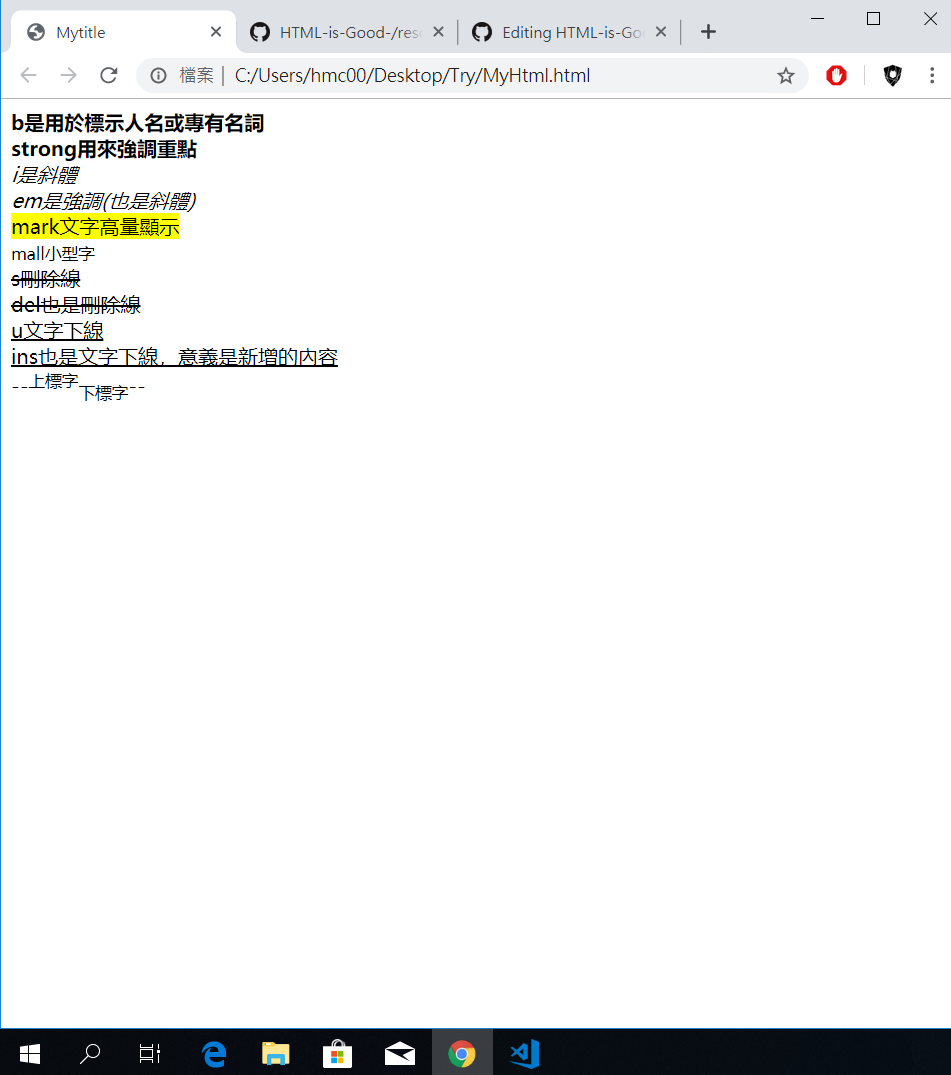 Mytitle
HTML-is-Good-/reso
Editing HTML-is-Go
檔案 C:/Users/hmc00/Desktop/Try/MyHtml.html
b是用於標示人名或專有名詞
strong用來強調重點
i是斜體
em是強調(也是斜體)
mark文字高量顯示
mall小型字
s刪除線
del也是刪除線
u文字下線
ins也是文字下線，意義是新增的內容
--上標字下標字--